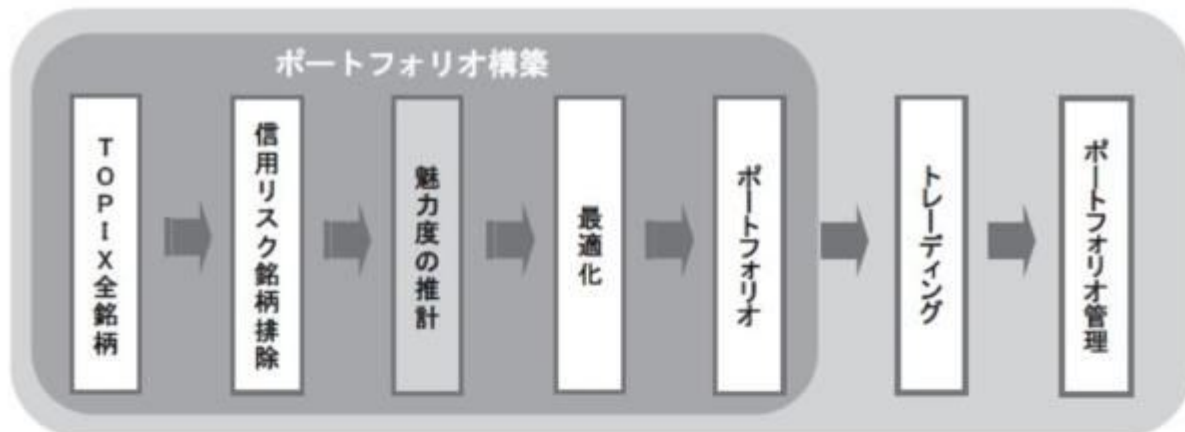 ポートフォリオ構築
TOPIX全銘柄
信用リスク銘柄排除
魅力度の推計
最適化
ポートフォリオ
トレーディング
ポートフォリオ管理